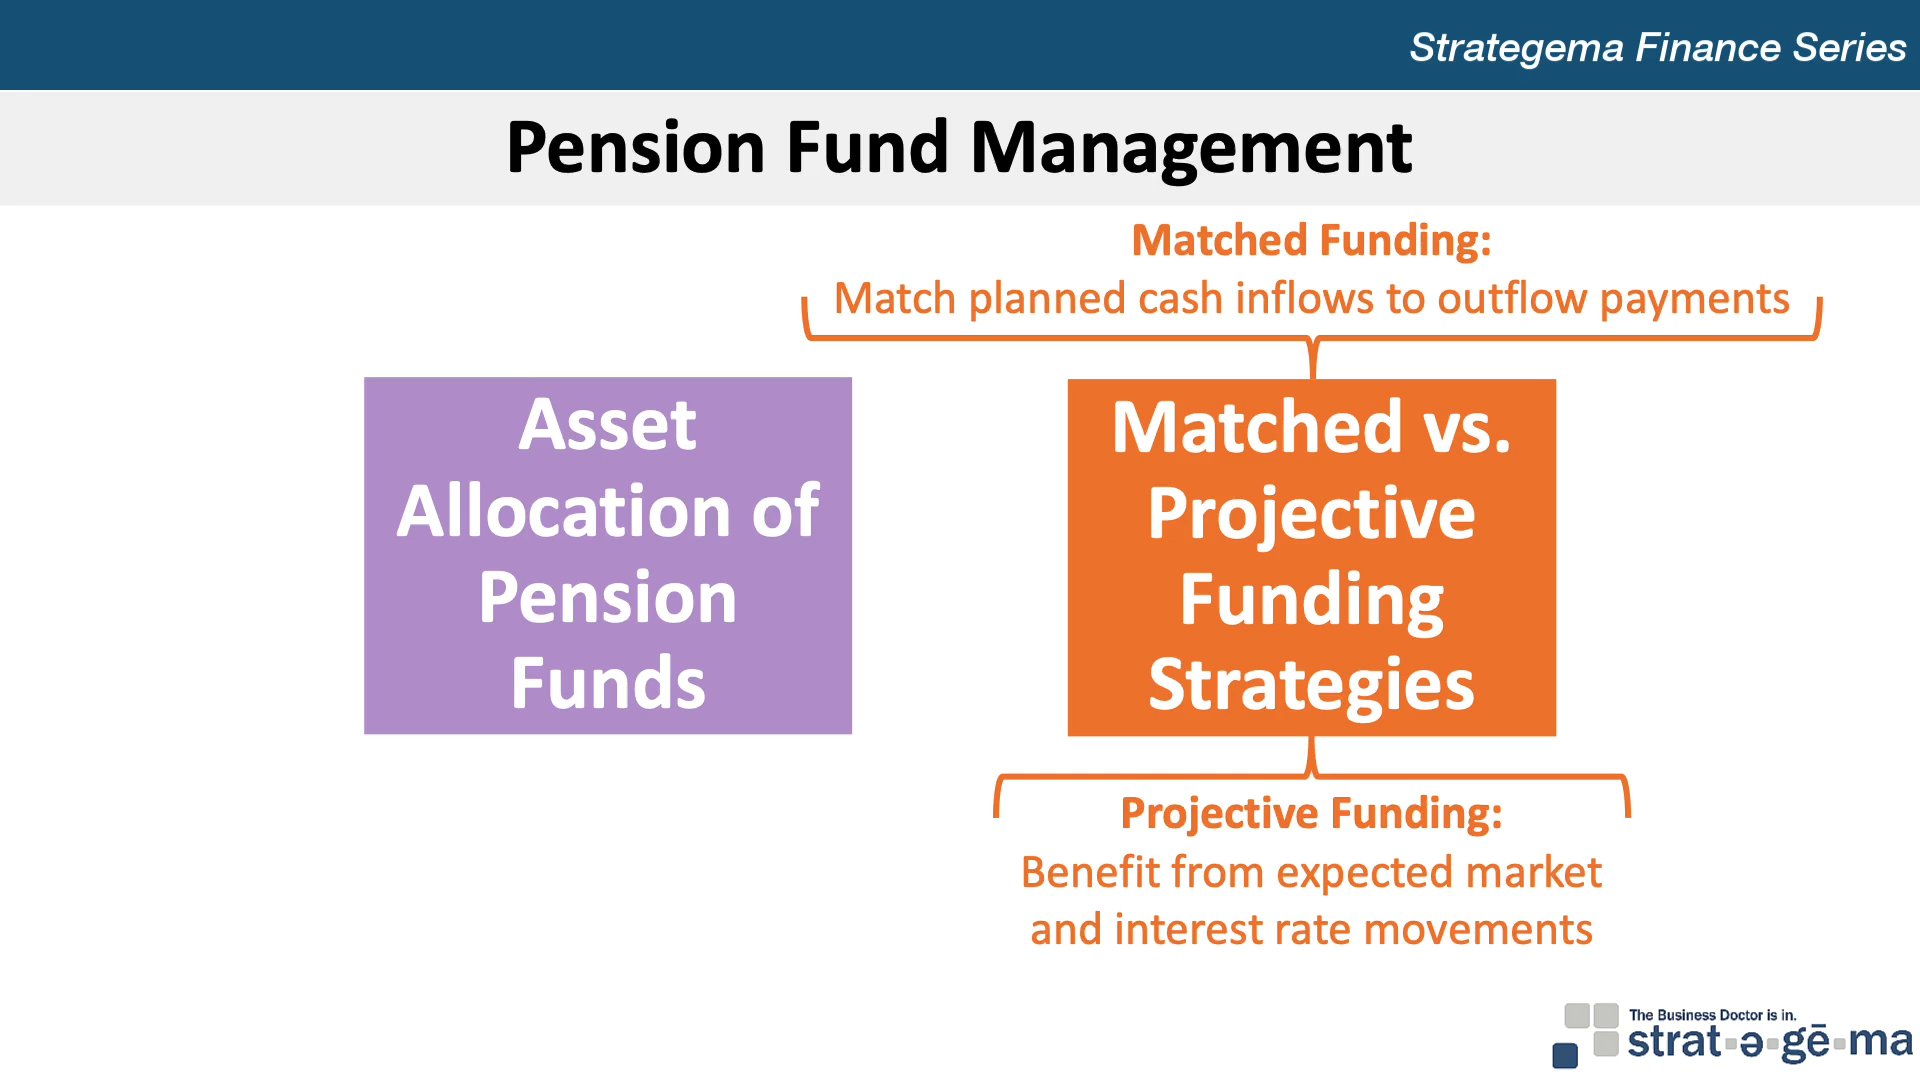 Strategema Finance Series
Pension Fund Management
Matched Funding:
Match planned cash inflows to outflow payments
Asset
Allocation of
Pension
Funds
Matched vs.
Projective
Funding
Strategies
Projective Funding:
Benefit from expected market
and interest rate movements
The Business Doctor is in.
strat▪ə▪gē▪ma